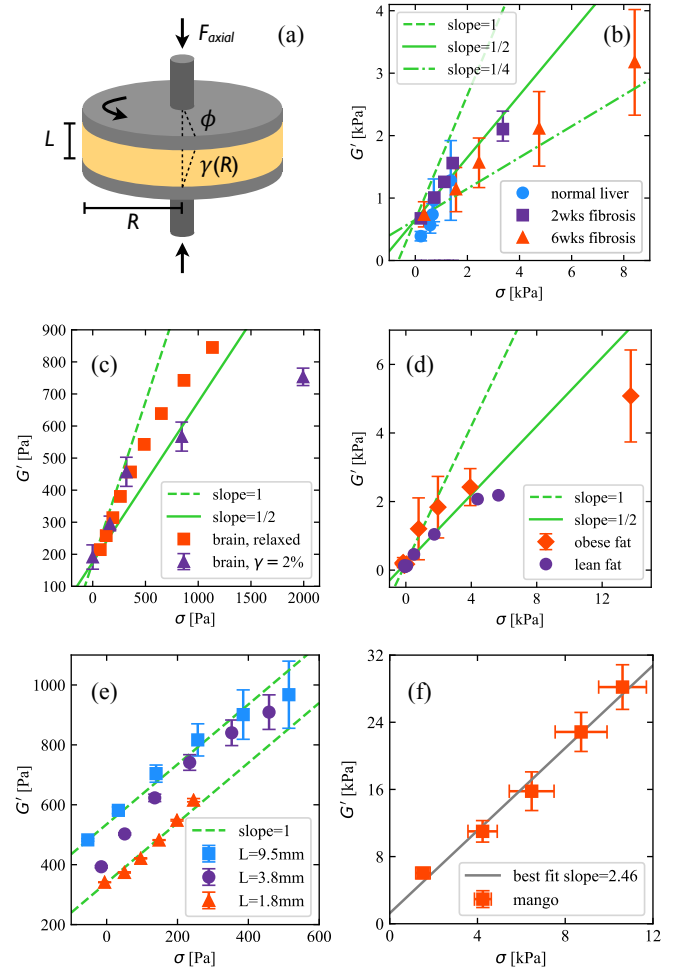 F_axial
(a)
ϕ
L
γ(R)
R
(b)
slope=1
slope=1/2
slope=1/4
normal liver
2wks fibrosis
6wks fibrosis
G′ [kPa]
4
3
2
1
0
0 2 4 6 8
σ [kPa]
(c)
slope=1
slope=1/2
brain, relaxed
brain, γ = 2%
G′ [Pa]
900
800
700
600
500
400
300
200
100
0 500 1000 1500 2000
σ [Pa]
(d)
slope=1
slope=1/2
obese fat
lean fat
G′ [kPa]
6
4
2
0
0 4 8 12
σ [kPa]
(e)
slope=1
L=9.5mm
L=3.8mm
L=1.8mm
G′ [Pa]
1000
800
600
400
200
0 200 400 600
σ [Pa]
(f)
best fit slope=2.46
mango
G′ [kPa]
32
24
16
8
0
0 4 8 12
σ [kPa]